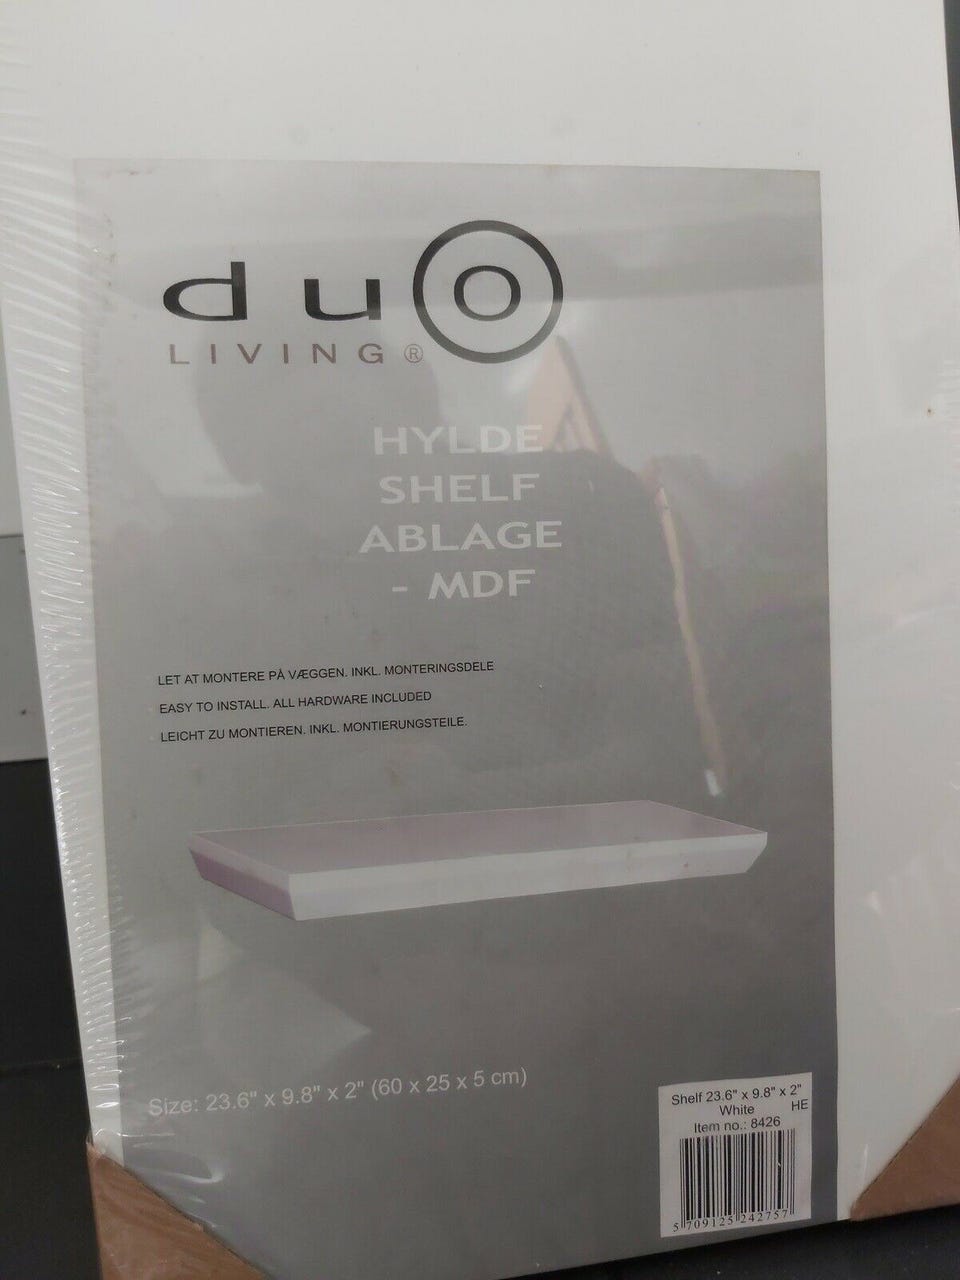 duo
LIVING®
HYLDE
SHELF
ABLAGE
- MDF
LET AT MONTERE PÅ VÆGGEN. INKL. MONTERINGSDELE
EASY TO INSTALL. ALL HARDWARE INCLUDED
LEICHT ZU MONTIEREN. INKL. MONTIERUNGSTEILE.
Size: 23.6" x 9.8" x 2" (60 x 25 x 5 cm)
Shelf 23.6" x 9.8" x 2"
White HE
Item no.: 8426
5 709125 242757